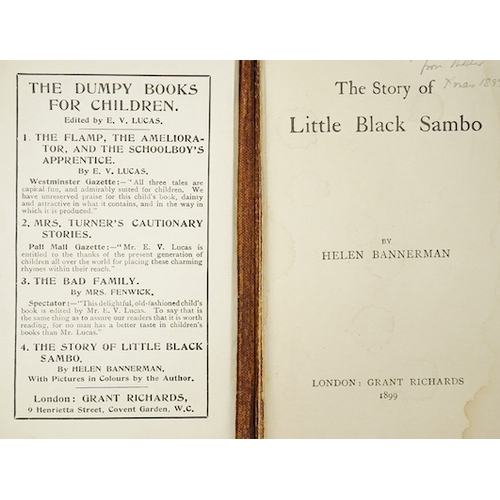 THE DUMPY BOOKS
FOR CHILDREN.
Edited by E. V. LUCAS.
1. THE FLAMP, THE AMELIORA-
TOR, AND THE SCHOOLBOY'S
APPRENTICE.
By E. V. LUCAS.
Westminster Gazette:—"All three tales are
capital fun, and admirably suited for children. We
have unreserved praise for this child's book, dainty
and attractive in what it contains, and in the way
in which it is produced."
2. MRS. TURNER'S CAUTIONARY
STORIES.
Pall Mall Gazette:—"Mr. E. V. Lucas is
entitled to the thanks of the present generation of
children all over the world for placing these charming
rhymes within their reach."
3. THE BAD FAMILY.
By MRS. FENWICK.
Spectator:—"This delightful, old-fashioned child's
book is edited by Mr. E. V. Lucas. To say that is
the same thing as to assure our readers that it is worth
reading, for no man has a better taste in children's
books than Mr. Lucas."
4. THE STORY OF LITTLE BLACK
SAMBO.
By HELEN BANNERMAN.
With Pictures in Colours by the Author.
London: GRANT RICHARDS,
9 Henrietta Street, Covent Garden, W.C.
from
Xmas 1899
The Story of
Little Black Sambo
BY
HELEN BANNERMAN
LONDON: GRANT RICHARDS
1899